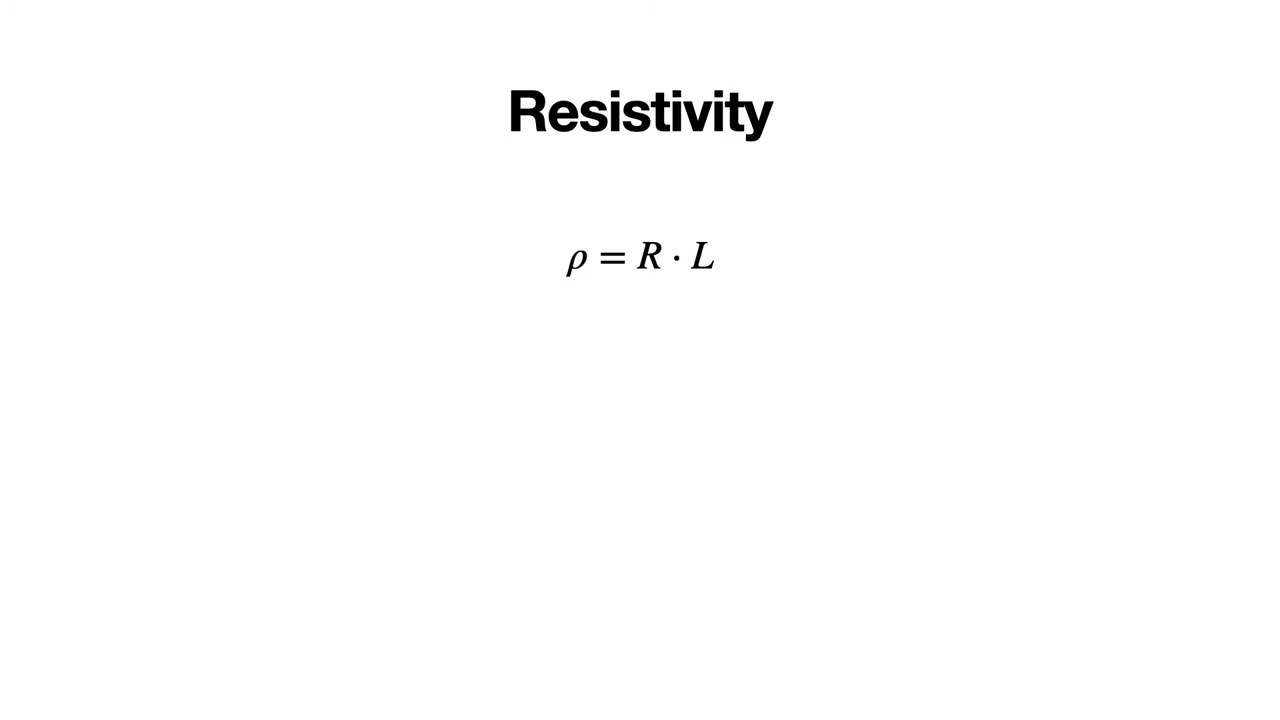 Resistivity
ρ = R · L